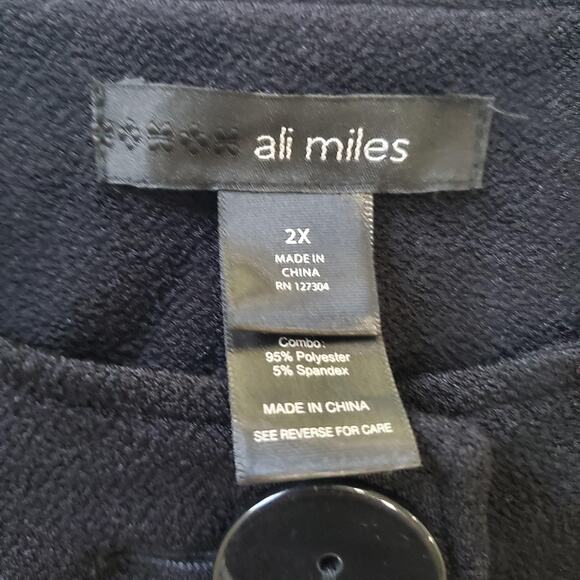 ali miles
2X
MADE IN
CHINA
RN 127304
Combo:
95% Polyester
5% Spandex
MADE IN CHINA
SEE REVERSE FOR CARE